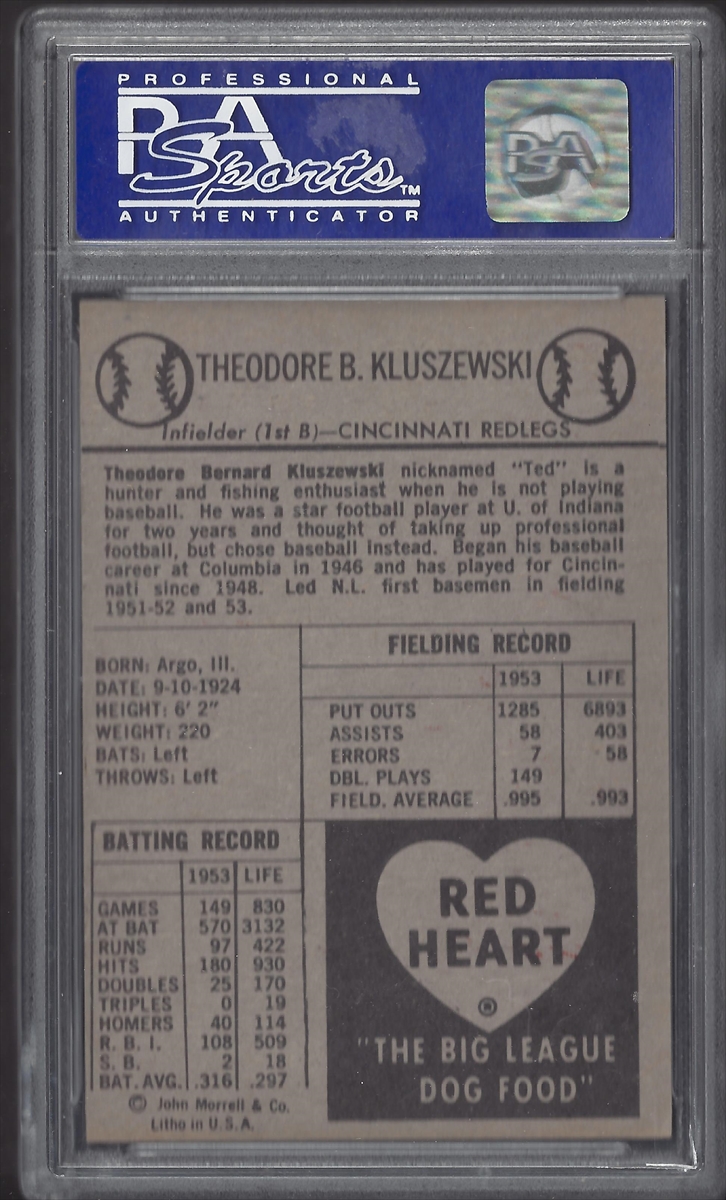 PROFESSIONAL
PSA
Sports™
AUTHENTICATOR
PSA
THEODORE B. KLUSZEWSKI
Infielder (1st B)—CINCINNATI REDLEGS
Theodore Bernard Kluszewski nicknamed "Ted" is a
hunter and fishing enthusiast when he is not playing
baseball. He was a star football player at U. of Indiana
for two years and thought of taking up professional
football, but chose baseball instead. Began his baseball
career at Columbia in 1946 and has played for Cincin-
nati since 1948. Led N.L. first basemen in fielding
1951-52 and 53.
BORN: Argo, Ill.
DATE: 9-10-1924
HEIGHT: 6' 2"
WEIGHT: 220
BATS: Left
THROWS: Left
FIELDING RECORD
1953 LIFE
PUT OUTS 1285 6893
ASSISTS 58 403
ERRORS 7 58
DBL. PLAYS 149
FIELD. AVERAGE .995 .993
BATTING RECORD
1953 LIFE
GAMES 149 830
AT BAT 570 3132
RUNS 97 422
HITS 180 930
DOUBLES 25 170
TRIPLES 0 19
HOMERS 40 114
R. B. I. 108 509
S. B. 2 18
BAT. AVG. .316 .297
© John Morrell & Co.
Litho in U. S. A.
RED
HEART
®
"THE BIG LEAGUE
DOG FOOD"